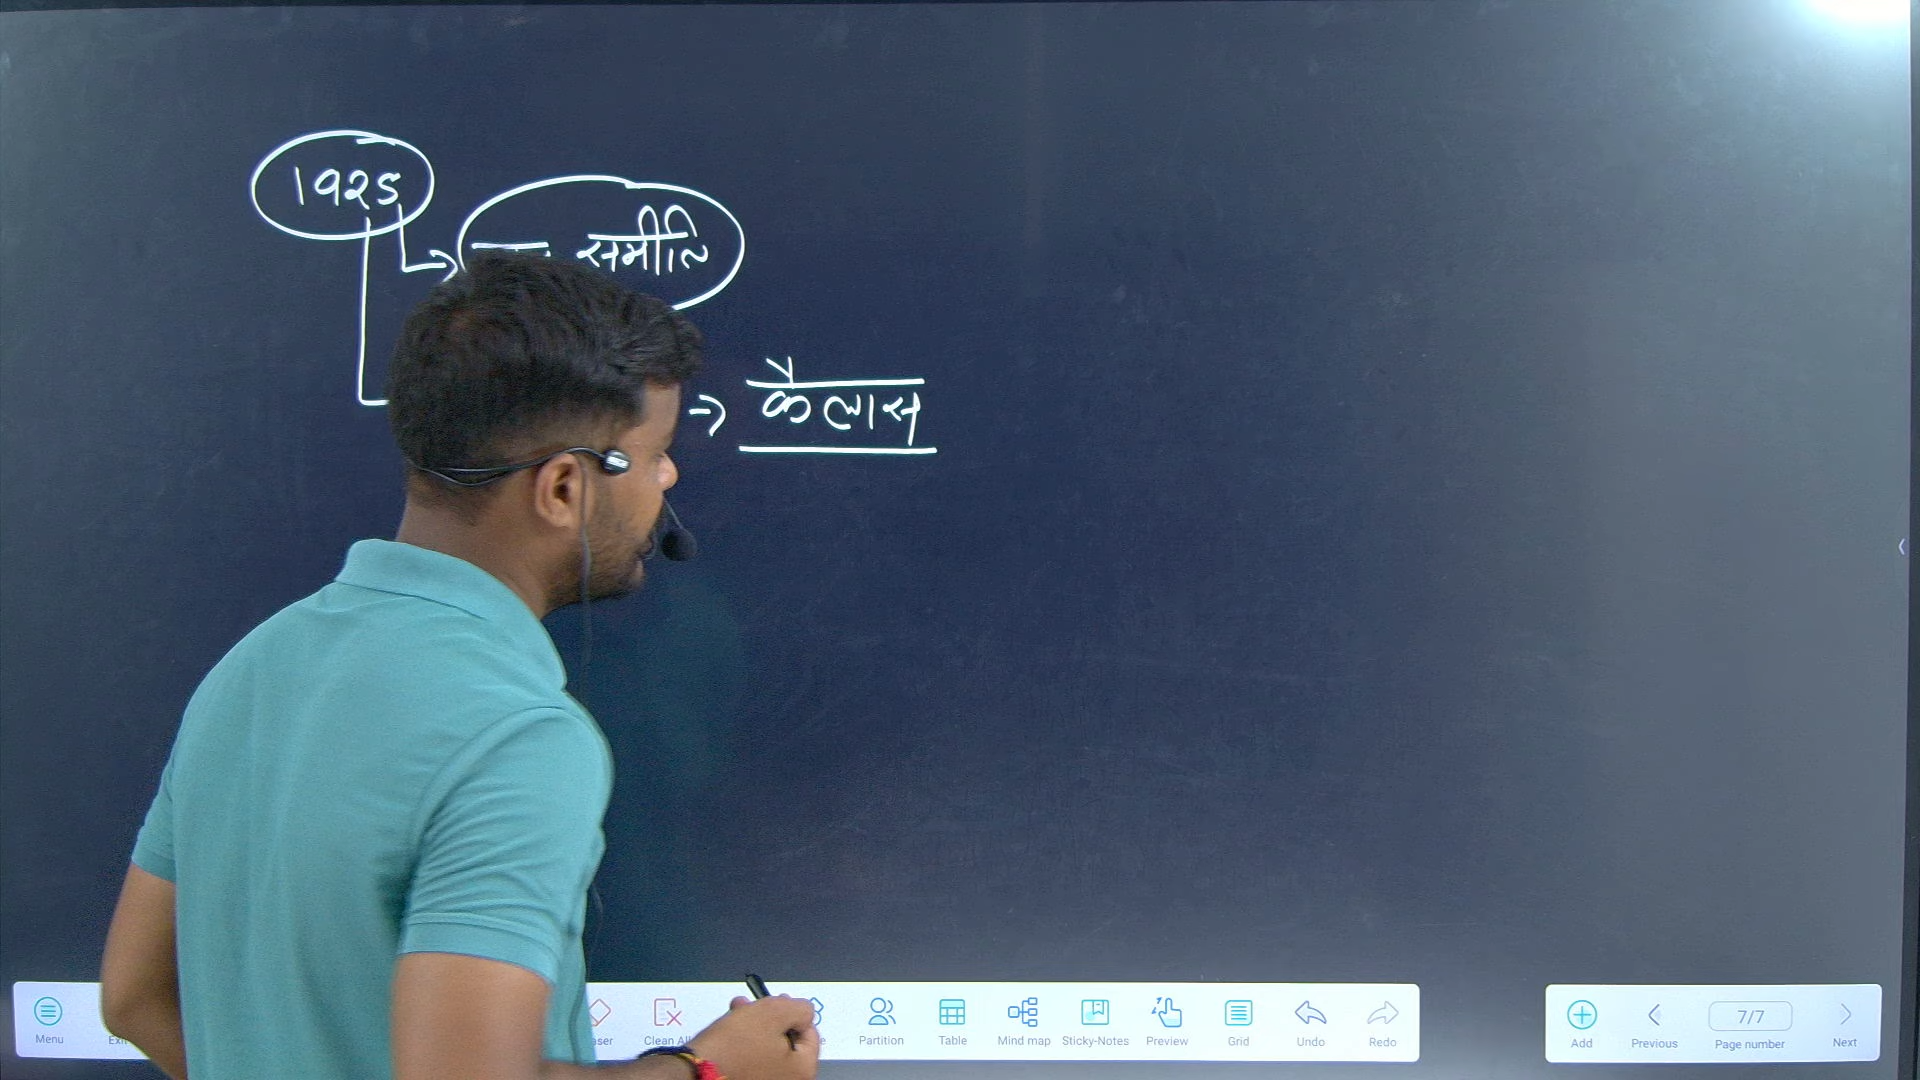 1925
समीति
कैलास
Menu
Clean All
Partition
Table
Mind map
Sticky-Notes
Preview
Grid
Undo
Redo
Add
Previous
7/7
Page number
Next